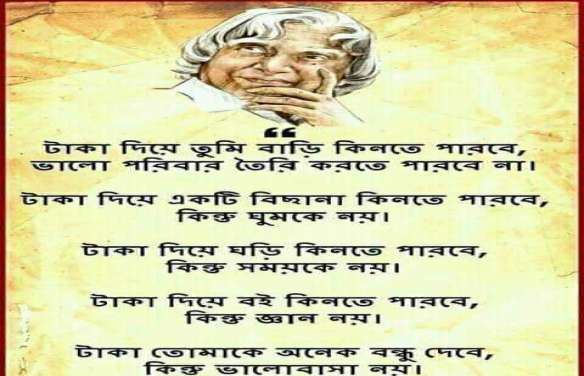 “
টাকা দিয়ে তুমি বাড়ি কিনতে পারবে,
ভালো পরিবার তৈরি করতে পারবে না।
টাকা দিয়ে একটি বিছানা কিনতে পারবে,
কিন্তু ঘুমকে নয়।
টাকা দিয়ে ঘড়ি কিনতে পারবে,
কিন্তু সময়কে নয়।
টাকা দিয়ে বই কিনতে পারবে,
কিন্তু জ্ঞান নয়।
টাকা তোমাকে অনেক বন্ধু দেবে,
কিন্তু ভালোবাসা নয়।